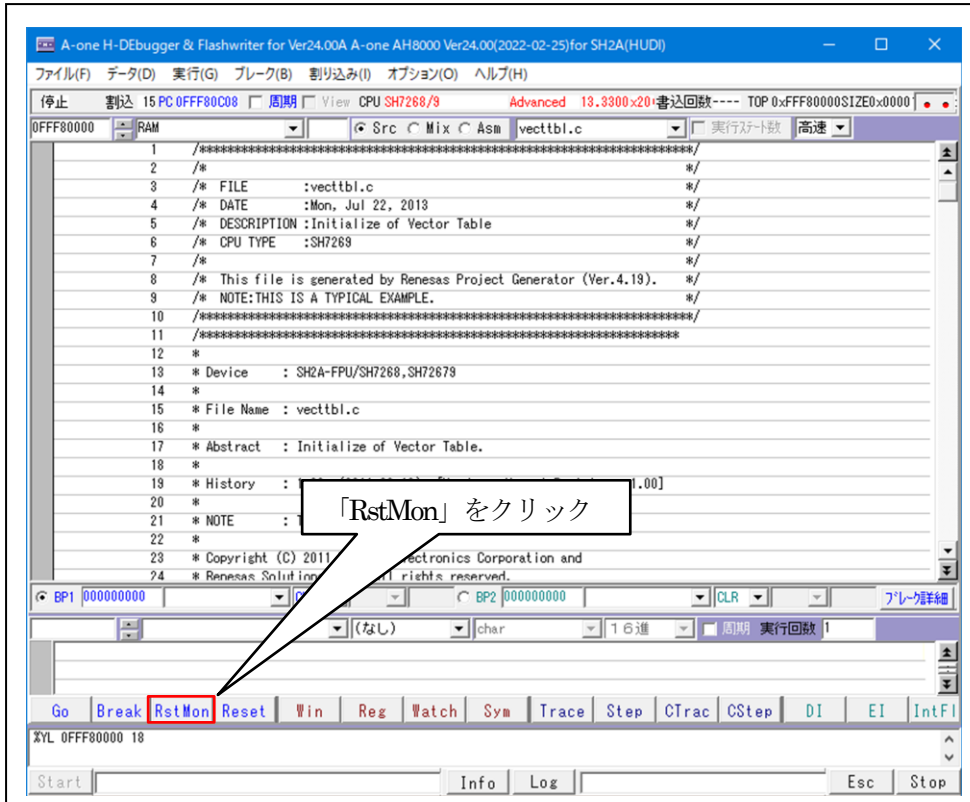 A-one H-DEbugger & Flashwriter for Ver24.00A A-one AH8000 Ver24.00(2022-02-25)for SH2A(HUDI)
ファイル(F) データ(D) 実行(G) ブレーク(B) 割り込み(I) オプション(O) ヘルプ(H)
停止 割込 15 PC 0FFF80C08 周期 View CPU SH7268/9 Advanced 13.3300×20 書込回数---- TOP 0xFFF80000SIZE0x0000
0FFF80000 RAM Src Mix Asm vecttbl.c 実行ステート数 高速
1 /****************************************************************************/
2 /* */
3 /* FILE :vecttbl.c */
4 /* DATE :Mon, Jul 22, 2013 */
5 /* DESCRIPTION :Initialize of Vector Table */
6 /* CPU TYPE :SH7269 */
7 /* */
8 /* This file is generated by Renesas Project Generator (Ver.4.19). */
9 /* NOTE:THIS IS A TYPICAL EXAMPLE. */
10 /****************************************************************************/
11 /*************************************************************************
12 *
13 * Device : SH2A-FPU/SH7268,SH72679
14 *
15 * File Name : vecttbl.c
16 *
17 * Abstract : Initialize of Vector Table.
18 *
19 * History : 1.00]
20 *
21 * NOTE :
22 *
23 * Copyright (C) 2011 Corporation and
24 * Renesas rights reserved.
「RstMon」をクリック
BP1 000000000 BP2 000000000 CLR ブレーク詳細
(なし) char 16進 周期 実行回数 1
Go Break RstMon Reset Win Reg Watch Sym Trace Step CTrac CStep DI EI IntFl
%YL 0FFF80000 18
Start Info Log Esc Stop